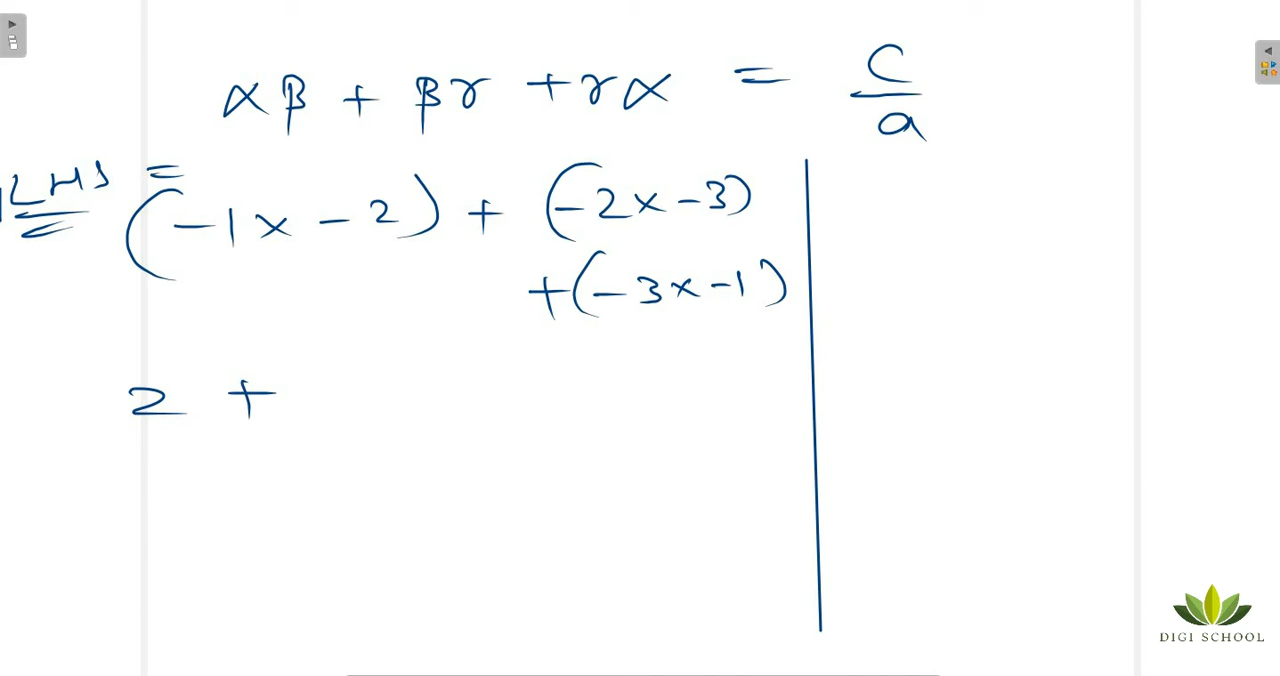 αβ + βγ + γα = C/a
LHS = (-1 x -2) + (-2 x -3)
+ (-3 x -1)
2 +
DIGI SCHOOL